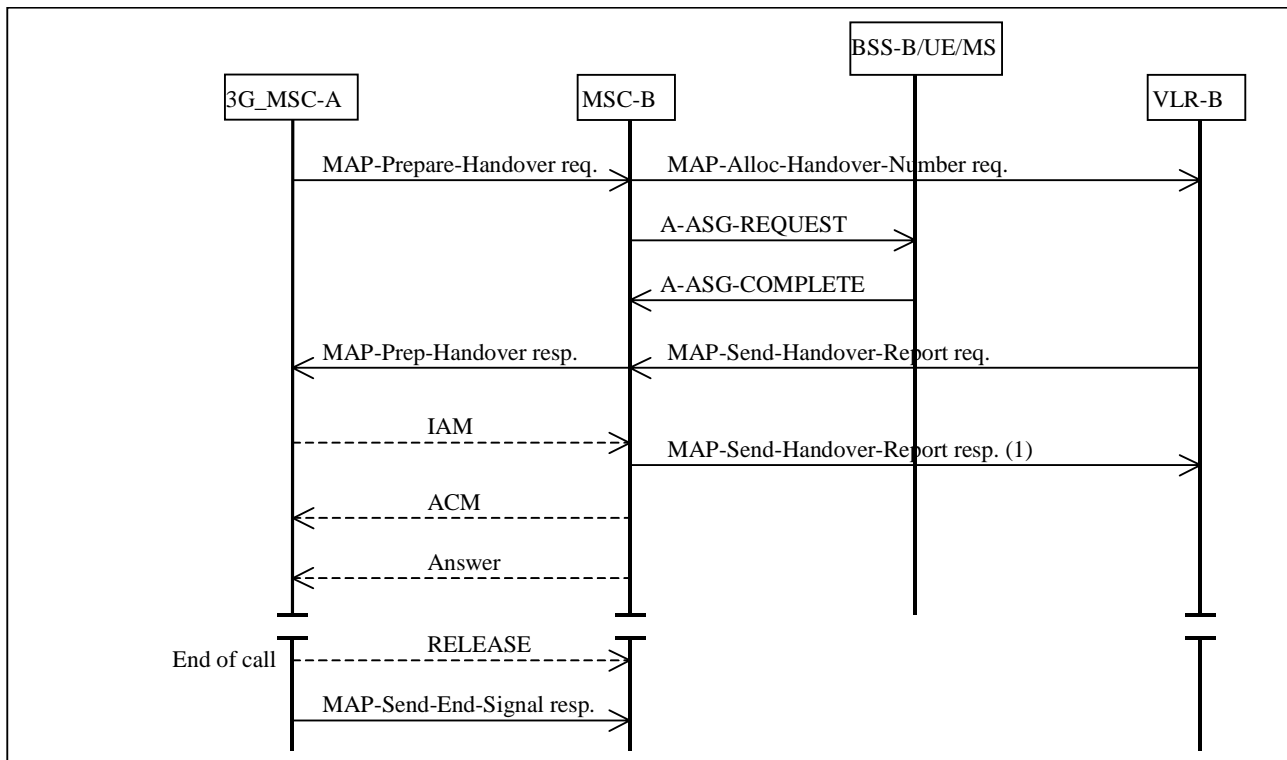 BSS-B/UE/MS
3G_MSC-A
MSC-B
VLR-B
MAP-Prepare-Handover req.
MAP-Alloc-Handover-Number req.
A-ASG-REQUEST
A-ASG-COMPLETE
MAP-Prep-Handover resp.
MAP-Send-Handover-Report req.
IAM
MAP-Send-Handover-Report resp. (1)
ACM
Answer
RELEASE
End of call
MAP-Send-End-Signal resp.